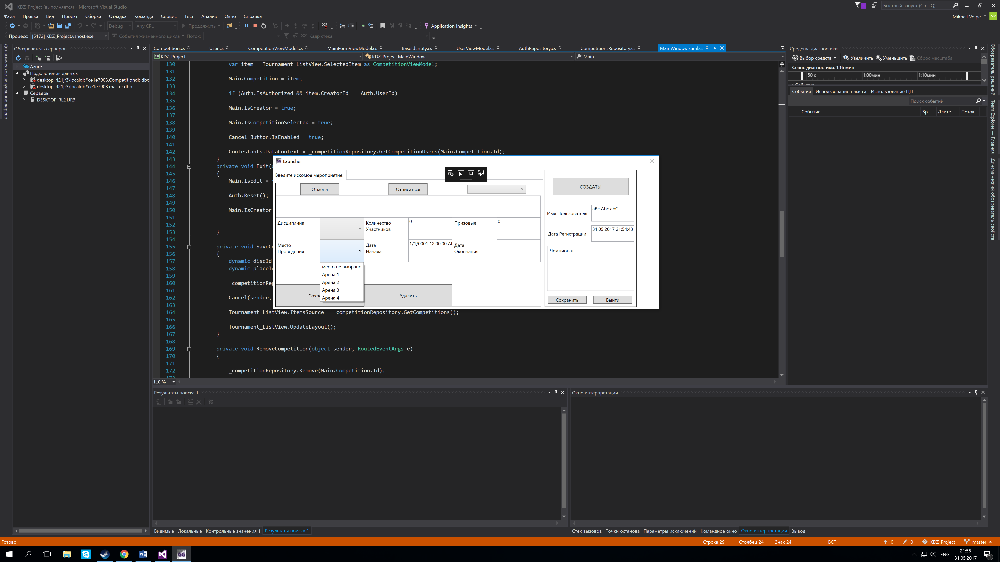 KDZ_Project (выполняется) - Microsoft Visual Studio
1
Быстрый запуск (Ctrl+Q)
Файл Правка Вид Проект Сборка Отладка Команда Сервис Тест Анализ Окно Справка
Mikhail Volpe MV
Debug Any CPU Продолжить Application Insights
Процесс: [5172] KDZ_Project.vshost.exe События жизненного цикла Поток: Кадр стека:
Динамическое визуальное дерево
Обозреватель серверов
Azure
Подключения данных
desktop-rl21jr3\localdb#ce1e7903.Competitiondb.dbo
desktop-rl21jr3\localdb#ce1e7903.master.dbo
Серверы
DESKTOP-RL21JR3
Competition.cs User.cs CompetitionViewModel.cs MainFormViewModel.cs BaseIdEntity.cs UserViewModel.cs AuthRepository.cs CompetitionsRepository.cs MainWindow.xaml.cs
KDZ_Project KDZ_Project.MainWindow Main
130 var item = Tournament_ListView.SelectedItem as CompetitionViewModel;
131
132 Main.Competition = item;
133
134 if (Auth.IsAuthorized && item.CreatorId == Auth.UserId)
135
136 Main.IsCreator = true;
137
138 Main.IsCompetitionSelected = true;
139
140 Cancel_Button.IsEnabled = true;
141
142 Contestants.DataContext = _competitionRepository.GetCompetitionUsers(Main.Competition.Id);
143 }
144 private void Exit(
145 {
146 Main.IsEdit =
147
148 Auth.Reset();
149
150 Main.IsCreator
151
152
153 }
154
155 private void SaveCo
156 {
157 dynamic discId
158 dynamic placeId
159
160 _competitionRep
161
162 Cancel(sender,
163
164 Tournament_ListView.ItemsSource = _competitionRepository.GetCompetitions();
165
166 Tournament_ListView.UpdateLayout();
167 }
168
169 private void RemoveCompetition(object sender, RoutedEventArgs e)
170 {
171
172 _competitionRepository.Remove(Main.Competition.Id);
173
110 %
Launcher
Введите искомое мероприятие:
Отмена Отписаться
Дисциплина
Количество Участников
0
Призовые
0
Место Проведения
Дата Начала
1/1/0001 12:00:00 AM
Дата Окончания
место не выбрано
Арена 1
Арена 2
Арена 3
Арена 4
Сохра
Удалить
СОЗДАТЬ!
Имя Пользователя
aBc Abc abC
Дата Регистрации
31.05.2017 21:54:43
Чемпионат
Сохранить Выйти
Средства диагностики
Выбор средств Увеличить Уменьшить Сброс масштаба
Сеанс диагностики: 1:16 мин
50 с 1:00мин 1:10мин
События
События Использование памяти Использование ЦП
Поиск событий
Событие Вр... Длите... Поток
Обозреватель решений
Team Explorer — Главная
Динамический обозреватель свойств
Результаты поиска 1
Окно интерпретации
Видимые Локальные Контрольные значения 1 Результаты поиска 1
Стек вызовов Точки останова Параметры исключений Командное окно Окно интерпретации Вывод
Готово Строка 29 Столбец 24 Знак 24 ВСТ 0 0 KDZ_Project master
GG
ENG
21:55
31.05.2017
1